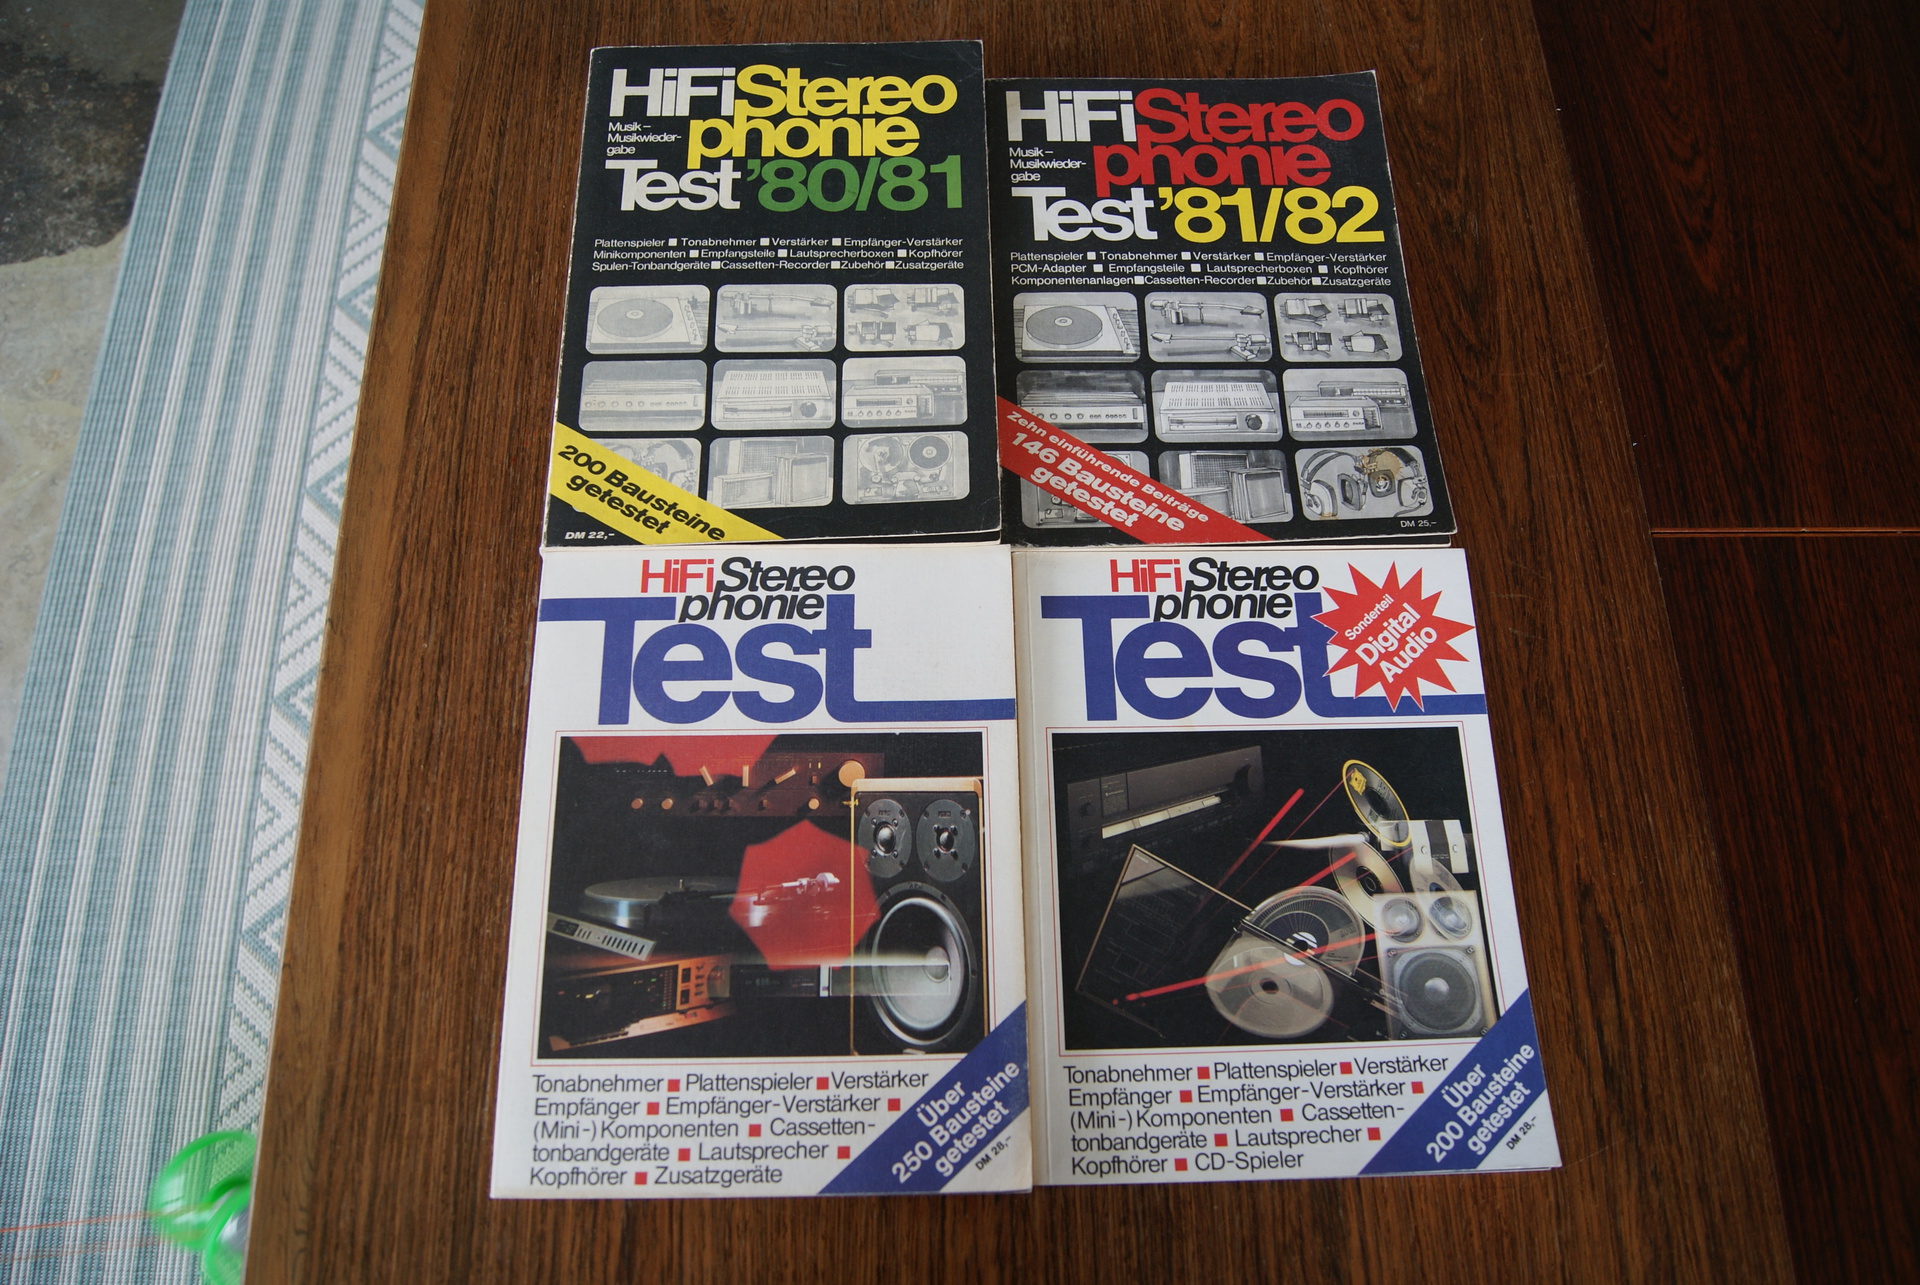 HiFi Stereo
phonie
Musik –
Musikwieder-
gabe
Test '80/81
Plattenspieler ■ Tonabnehmer ■ Verstärker ■ Empfänger-Verstärker
Minikomponenten ■ Empfangsteile ■ Lautsprecherboxen ■ Kopfhörer
Spulen-Tonbandgeräte ■ Cassetten-Recorder ■ Zubehör ■ Zusatzgeräte
200 Bausteine
getestet
DM 22,-
HiFi Stereo
phonie
Musik –
Musikwieder-
gabe
Test '81/82
Plattenspieler ■ Tonabnehmer ■ Verstärker ■ Empfänger-Verstärker
PCM-Adapter ■ Empfangsteile ■ Lautsprecherboxen ■ Kopfhörer
Komponentenanlagen ■ Cassetten-Recorder ■ Zubehör ■ Zusatzgeräte
Zehn einführende Beiträge
146 Bausteine
getestet
DM 25.-
HiFi Stereo
phonie
Test
Tonabnehmer ■ Plattenspieler ■ Verstärker
Empfänger ■ Empfänger-Verstärker ■
(Mini-) Komponenten ■ Cassetten-
tonbandgeräte ■ Lautsprecher ■
Kopfhörer ■ Zusatzgeräte
Über
250 Bausteine
getestet
DM 28,-
HiFi Stereo
phonie
Test
Sonderteil
Digital
Audio
Tonabnehmer ■ Plattenspieler ■ Verstärker
Empfänger ■ Empfänger-Verstärker ■
(Mini-) Komponenten ■ Cassetten-
tonbandgeräte ■ Lautsprecher ■
Kopfhörer ■ CD-Spieler
Über
200 Bausteine
getestet
DM 28,-